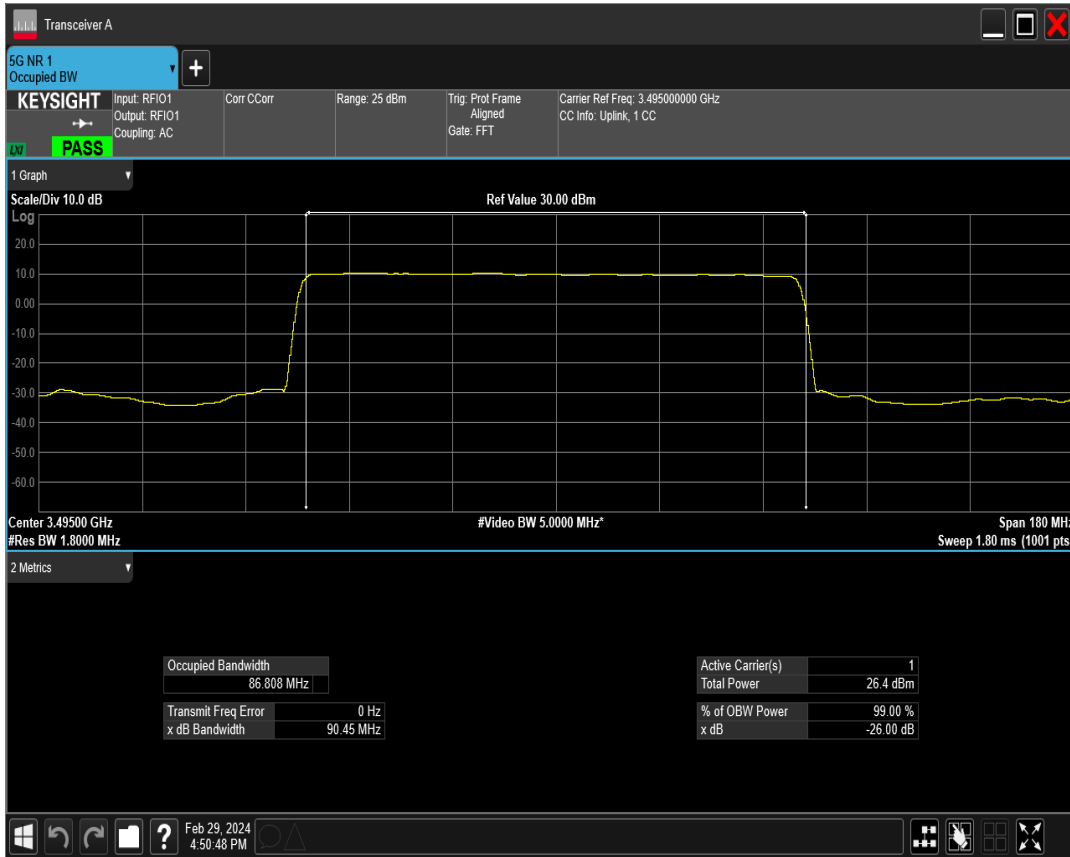 Transceiver A
5G NR 1
Occupied BW
+
KEYSIGHT
LXI
PASS
Input: RFIO1
Output: RFIO1
Coupling: AC
Corr CCorr
Range: 25 dBm
Trig: Prot Frame
Aligned
Gate: FFT
Carrier Ref Freq: 3.495000000 GHz
CC Info: Uplink, 1 CC
1 Graph
Scale/Div 10.0 dB
Ref Value 30.00 dBm
Log
20.0
10.0
0.00
-10.0
-20.0
-30.0
-40.0
-50.0
-60.0
Center 3.49500 GHz
#Video BW 5.0000 MHz*
Span 180 MHz
#Res BW 1.8000 MHz
Sweep 1.80 ms (1001 pts
2 Metrics
Occupied Bandwidth
86.808 MHz
Transmit Freq Error 0 Hz
x dB Bandwidth 90.45 MHz
Active Carrier(s) 1
Total Power 26.4 dBm
% of OBW Power 99.00 %
x dB -26.00 dB
?
Feb 29, 2024
4:50:48 PM